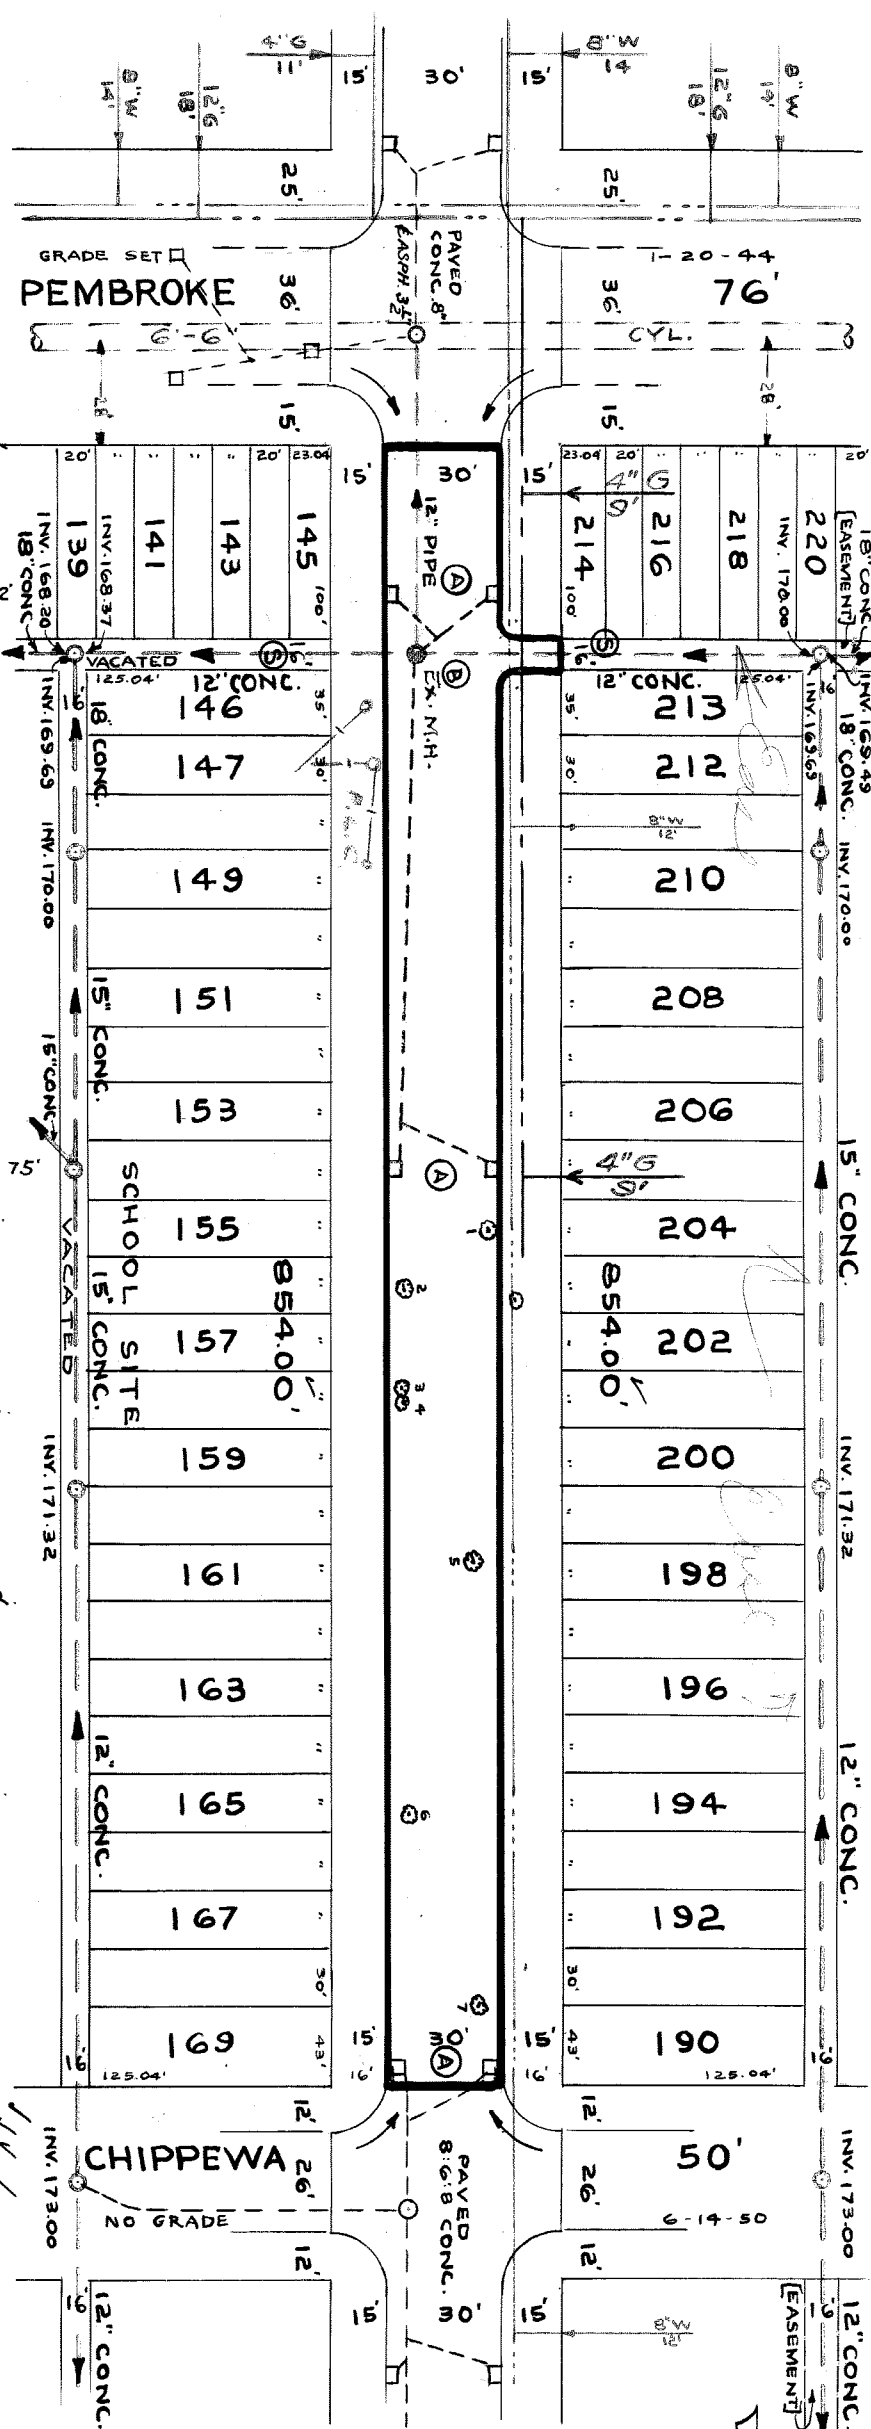 4"G
11'
15'
30'
15'
8"W
14
8"W
14'
12"G
18'
12"G
18'
8"W
14'
25'
25'
PAVED
CONC. 8"
1-20-44
GRADE SET
PEMBROKE
36'
36'
76'
6'-6
CYL.
28'
28'
15'
15'
20' " " " 20' 23.04
15'
30'
15'
23.04 20' " " " 20'
4"G
9'
12" PIPE
A
139
141
143
145
100'
214
216
218
220
100'
INV. 168.37
INV. 168.20
18" CONC
INV. 170.00
[EASEMENT]
18" CONC
INV. 169.49
VACATED
S
16'
12" CONC.
125.04'
B
EX. M.H.
S
16'
12" CONC.
125.04'
16'
16'
INV. 169.69
INV. 169.69
18" CONC.
18" CONC.
146
35'
213
35'
147
30'
212
30'
8"W
12'
INV. 170.00
INV. 170.00
149
210
151
208
15" CONC.
15" CONC
153
206
15" CONC.
75'
A
4"G
9'
155
204
1
2
SCHOOL SITE
VACATED
15" CONC.
854.00'
854.00'
157
202
3 4
159
200
INV. 171.32
INV. 171.32
5
161
198
163
196
12" CONC.
12" CONC.
165
194
6
167
192
30'
30'
7
169
43'
15'
30'
15'
43'
190
16'
125.04'
16'
A
16'
125.04'
16'
12'
12'
CHIPPEWA
26'
PAVED
8:6:8 CONC.
26'
50'
NO GRADE
6-14-50
INV. 173.00
INV. 173.00
12'
12'
16'
15'
30'
15'
16'
8"W
12'
12" CONC.
[EASEMENT]
12" CONC.